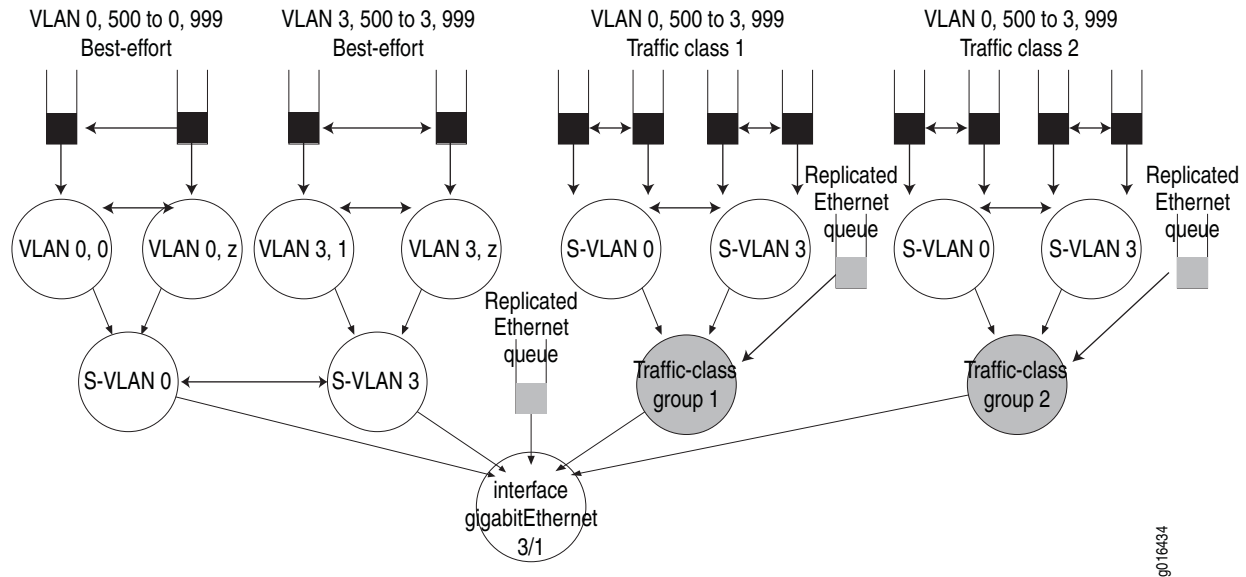 VLAN 0, 500 to 0, 999
Best-effort
VLAN 3, 500 to 3, 999
Best-effort
VLAN 0, 500 to 3, 999
Traffic class 1
VLAN 0, 500 to 3, 999
Traffic class 2
Replicated
Ethernet
queue
Replicated
Ethernet
queue
VLAN 0, 0
VLAN 0, z
VLAN 3, 1
VLAN 3, z
S-VLAN 0
S-VLAN 3
S-VLAN 0
S-VLAN 3
Replicated
Ethernet
queue
S-VLAN 0
S-VLAN 3
Traffic-class
group 1
Traffic-class
group 2
interface
gigabitEthernet
3/1
g016434